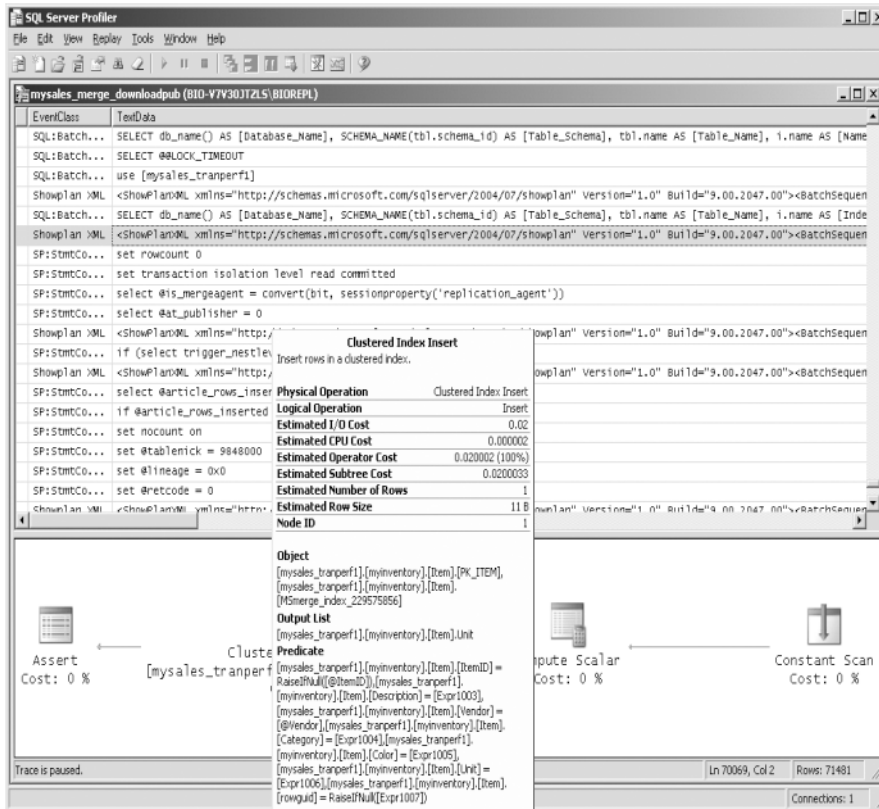 SQL Server Profiler
File Edit View Replay Tools Window Help
mysales_merge_downloadpub (BIO-V7V30JTZLS\BIOREPL)
EventClass TextData
SQL:Batch... SELECT db_name() AS [Database_Name], SCHEMA_NAME(tbl.schema_id) AS [Table_Schema], tbl.name AS [Table_Name], i.name AS [Name
SQL:Batch... SELECT @@LOCK_TIMEOUT
SQL:Batch... use [mysales_tranperf1]
Showplan XML <ShowPlanXML xmlns="http://schemas.microsoft.com/sqlserver/2004/07/showplan" Version="1.0" Build="9.00.2047.00"><BatchSequen
SQL:Batch... SELECT db_name() AS [Database_Name], SCHEMA_NAME(tbl.schema_id) AS [Table_Schema], tbl.name AS [Table_Name], i.name AS [Inde
Showplan XML <ShowPlanXML xmlns="http://schemas.microsoft.com/sqlserver/2004/07/showplan" Version="1.0" Build="9.00.2047.00"><BatchSequen
SP:StmtCo... set rowcount 0
SP:StmtCo... set transaction isolation level read committed
SP:StmtCo... select @is_mergeagent = convert(bit, sessionproperty('replication_agent'))
SP:StmtCo... select @at_publisher = 0
Showplan XML <ShowPlanXML xmlns="http:/ owplan" Version="1.0" Build="9.00.2047.00"><BatchSequen
SP:StmtCo... if (select trigger_nestlev
Showplan XML <ShowPlanXML xmlns="http:/ owplan" Version="1.0" Build="9.00.2047.00"><BatchSequen
SP:StmtCo... select @article_rows_inser
SP:StmtCo... if @article_rows_inserted
SP:StmtCo... set nocount on
SP:StmtCo... set @tablenick = 9848000
SP:StmtCo... set @lineage = 0x0
SP:StmtCo... set @retcode = 0
Showplan XML <ShowPlanXML xmlns="http: ownlan" Version="1.0" Build="9.00.2047.00"><BatchSequen
Clustered Index Insert
Insert rows in a clustered index.
Physical Operation Clustered Index Insert
Logical Operation Insert
Estimated I/O Cost 0.02
Estimated CPU Cost 0.000002
Estimated Operator Cost 0.020002 (100%)
Estimated Subtree Cost 0.0200033
Estimated Number of Rows 1
Estimated Row Size 11 B
Node ID 1
Object
[mysales_tranperf1].[myinventory].[Item].[PK_ITEM],
[mysales_tranperf1].[myinventory].[Item].
[MSmerge_index_229575856]
Output List
[mysales_tranperf1].[myinventory].[Item].Unit
Predicate
[mysales_tranperf1].[myinventory].[Item].[ItemID] =
RaiseIfNull([@ItemID]),[mysales_tranperf1].
[myinventory].[Item].[Description] = [Expr1003],
[mysales_tranperf1].[myinventory].[Item].[Vendor] =
[@Vendor],[mysales_tranperf1].[myinventory].[Item].
[Category] = [Expr1004],[mysales_tranperf1].
[myinventory].[Item].[Color] = [Expr1005],
[mysales_tranperf1].[myinventory].[Item].[Unit] =
[Expr1006],[mysales_tranperf1].[myinventory].[Item].
[rowguid] = RaiseIfNull([Expr1007])
Assert
Cost: 0 %
Cluste
[mysales_tranperf
npute Scalar
Cost: 0 %
Constant Scan
Cost: 0 %
Trace is paused. Ln 70069, Col 2 Rows: 71481
Connections: 1